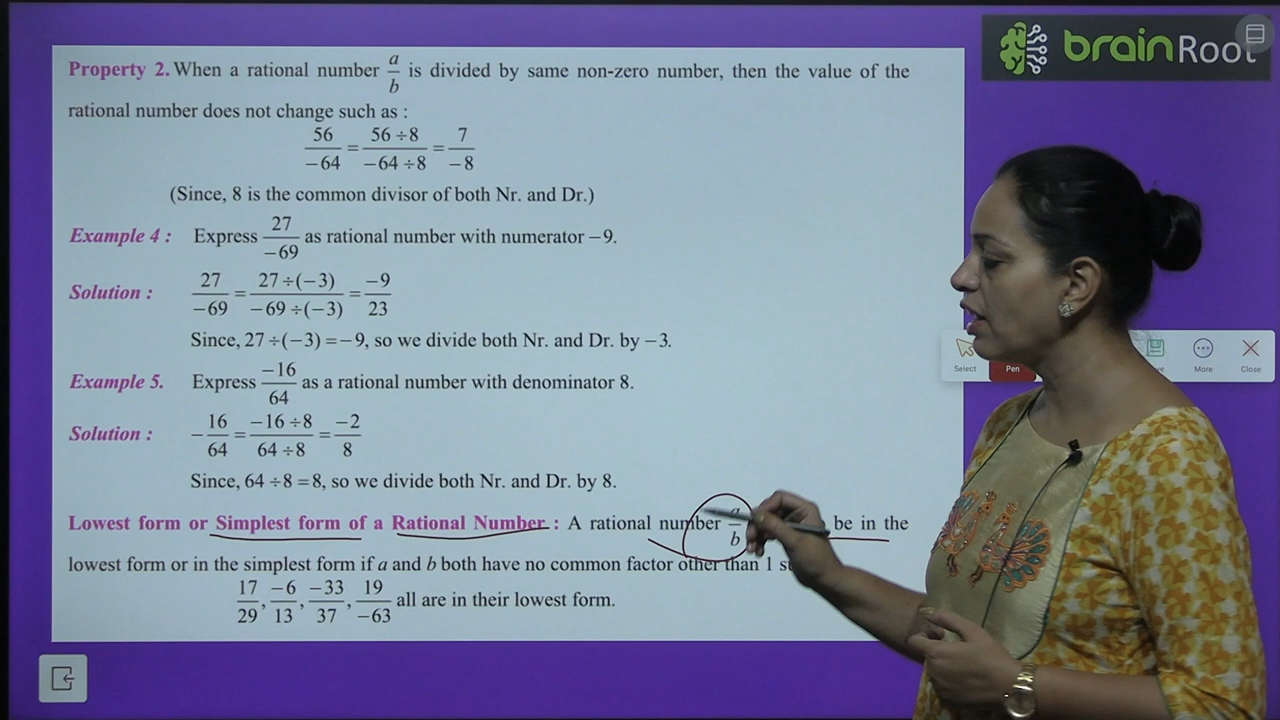 Property 2. When a rational number a/b is divided by same non-zero number, then the value of the
rational number does not change such as :
56/−64 = 56 ÷8/−64 ÷8 = 7/−8
(Since, 8 is the common divisor of both Nr. and Dr.)
Example 4 : Express 27/−69 as rational number with numerator −9.
Solution : 27/−69 = 27 ÷(−3)/−69 ÷(−3) = −9/23
Since, 27 ÷(−3) = −9, so we divide both Nr. and Dr. by −3.
Example 5. Express −16/64 as a rational number with denominator 8.
Solution : −16/64 = −16 ÷8/64 ÷8 = −2/8
Since, 64 ÷8 = 8, so we divide both Nr. and Dr. by 8.
Lowest form or Simplest form of a Rational Number : A rational number a/b be in the
lowest form or in the simplest form if a and b both have no common factor other than 1
17/29, −6/13, −33/37, 19/−63 all are in their lowest form.
brainRoot
Select Pen More Close